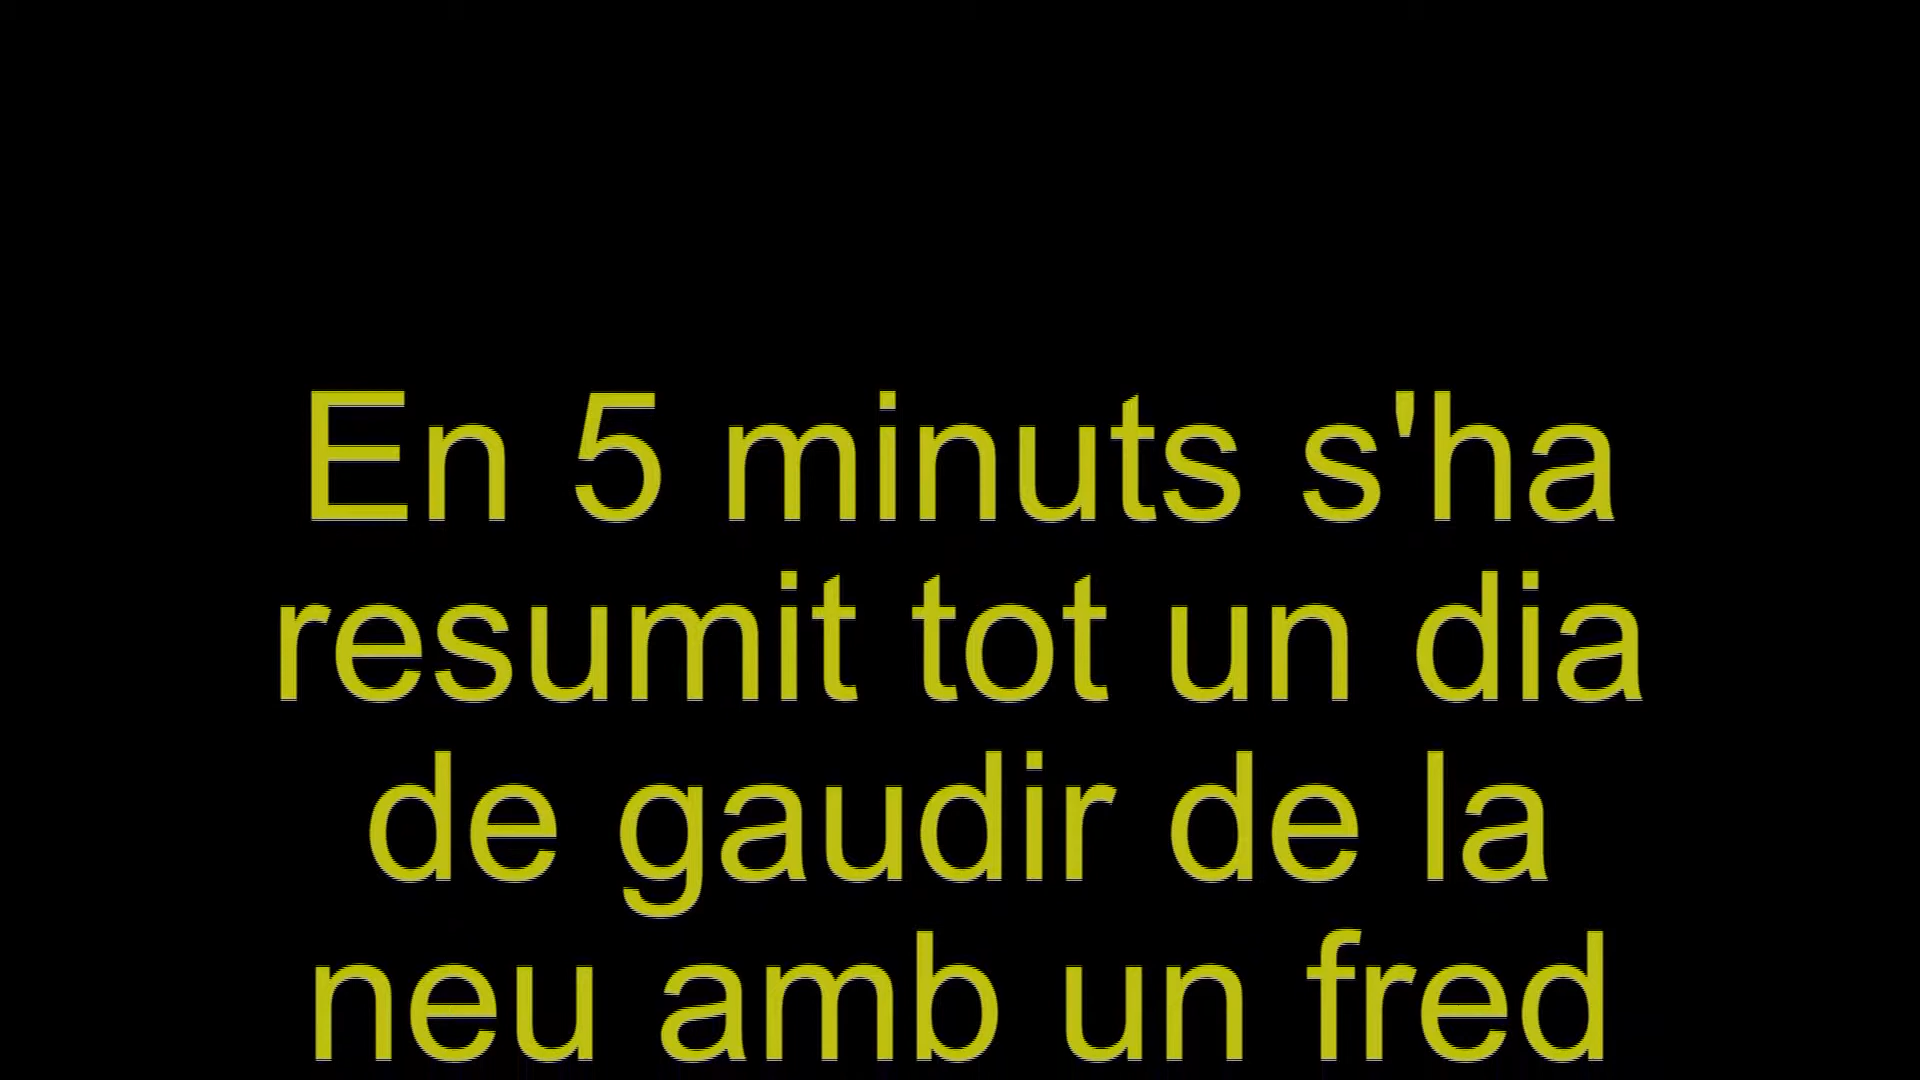 En 5 minuts s'ha
resumit tot un dia
de gaudir de la
neu amb un fred